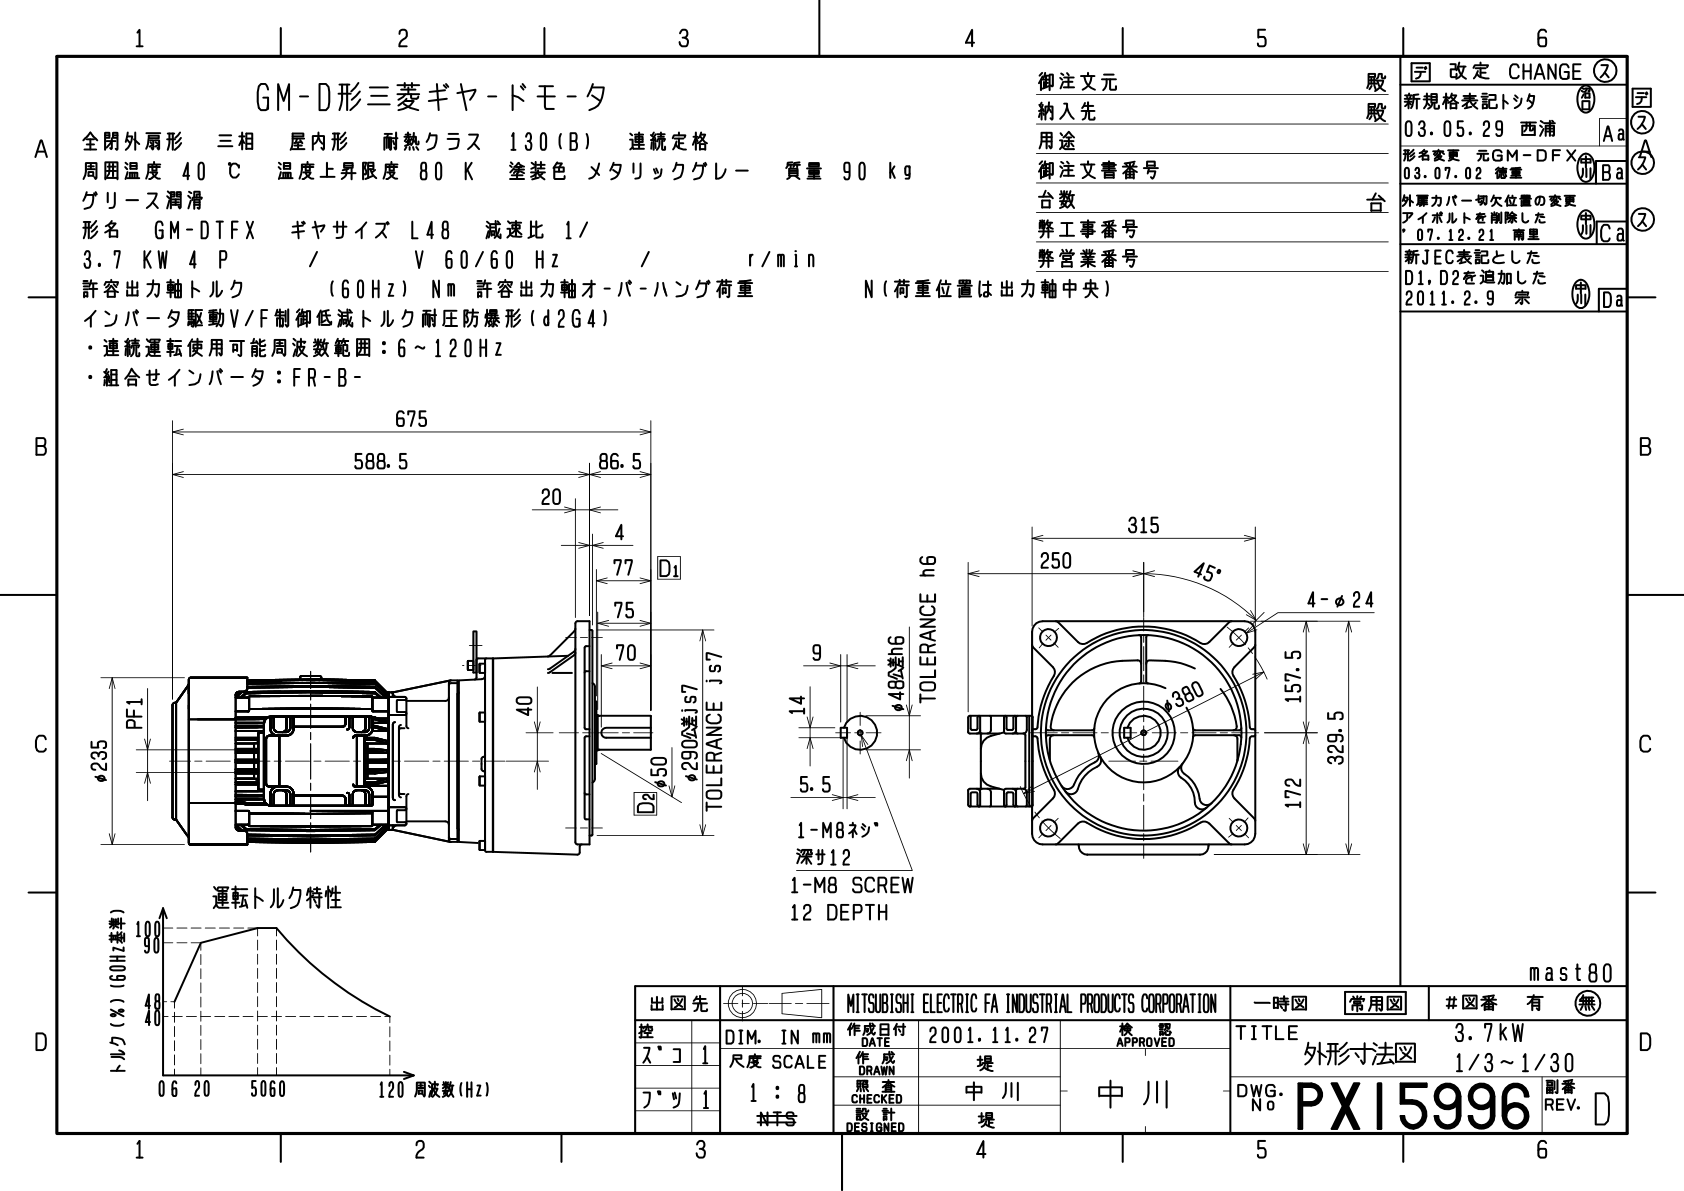 1 2 3 4 5 6
A
B
C
D
A
B
C
D
GM-D形三菱ギヤードモータ
全閉外扇形 三相 屋内形 耐熱クラス 130(B) 連続定格
周囲温度 40 ℃ 温度上昇限度 80 K 塗装色 メタリックグレー 質量 90 kg
グリース潤滑
形名 GM-DTFX ギヤサイズ L48 減速比 1/
3.7 KW 4 P / V 60/60 Hz / r/min
許容出力軸トルク (60Hz) Nm 許容出力軸オーバーハング荷重 N(荷重位置は出力軸中央)
インバータ駆動V/F制御低減トルク耐圧防爆形(d2G4)
・連続運転使用可能周波数範囲：6～120Hz
・組合せインバータ：FR-B-
御注文元 殿
納入先 殿
用途
御注文書番号
台数 台
弊工事番号
弊営業番号
デ 改定 CHANGE ス
新規格表記トシタ
03.05.29 西浦 Aa
デ
ス
形名変更 元GM-DFX
03.07.02 徳重 Ba
ス
外扇カバー切欠位置の変更
アイボルトを削除した
'07.12.21 南里 Ca
ス
新JEC表記とした
D1,D2を追加した
2011.2.9 宗 Da
675
588.5 86.5
20
4
77 D1
75
70
40
PF1
φ235
φ50
D2
φ290公差js7
TOLERANCE js7
9
14
5.5
φ48公差h6
TOLERANCE h6
1-M8ネジ
深サ12
1-M8 SCREW
12 DEPTH
315
250
45°
4-φ24
φ380
157.5
172
329.5
運転トルク特性
トルク(%)(60Hz基準)
100
90
48
40
0 6 20 50 60 120 周波数(Hz)
mast80
出図先
控
ズコ 1
ブツ 1
DIM. IN mm
尺度 SCALE
1 : 8
NTS
MITSUBISHI ELECTRIC FA INDUSTRIAL PRODUCTS CORPORATION
作成日付 DATE 2001.11.27
検 認 APPROVED
作 成 DRAWN 堤
照 査 CHECKED 中 川
設 計 DESIGNED 堤
中 川
一時図 常用図 #図番 有 無
TITLE 外形寸法図
3.7kW
1/3～1/30
DWG. No PX15996
副番 REV. D
1 2 3 4 5 6